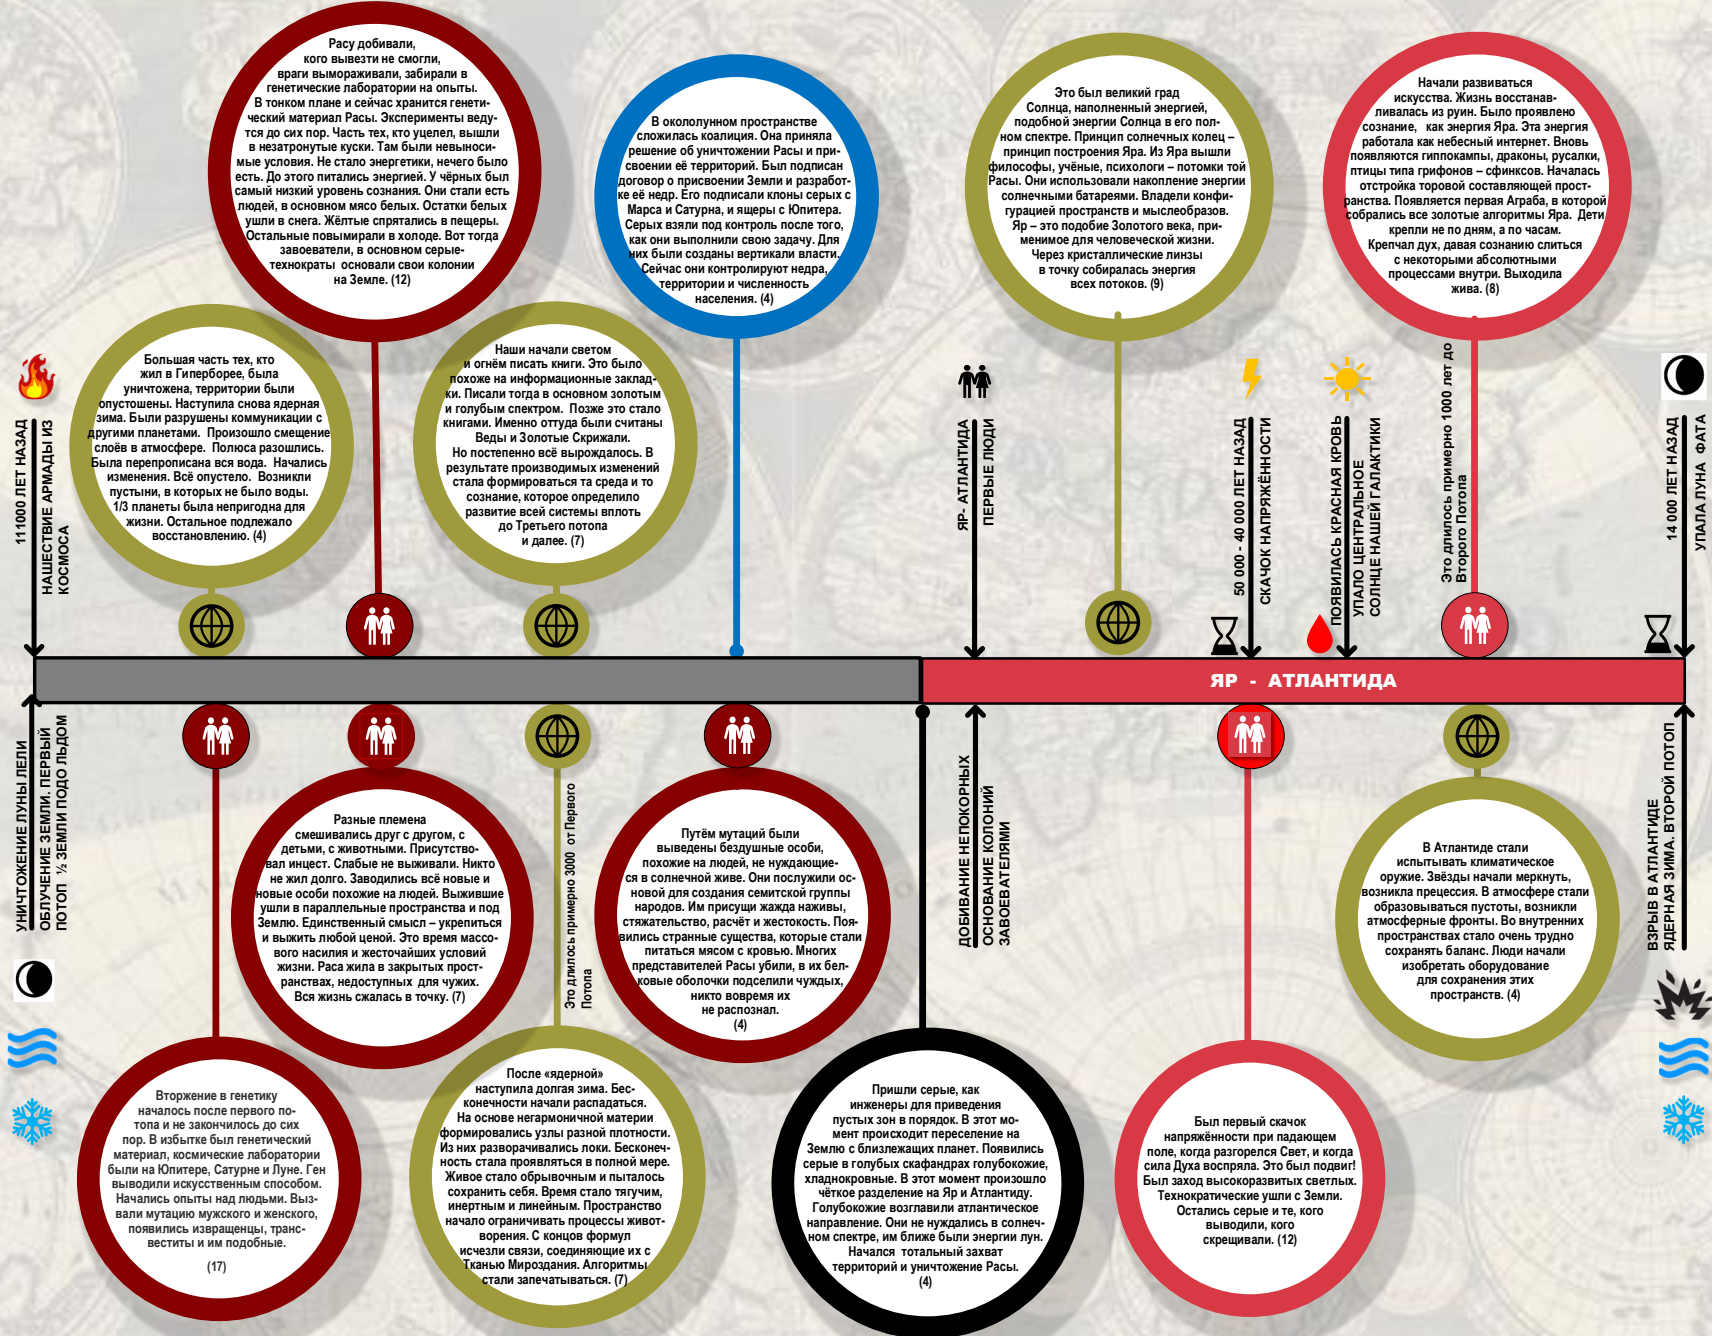 Расу добивали,
кого вывезти не смогли,
враги вымораживали, забирали в
генетические лаборатории на опыты.
В тонком плане и сейчас хранится генети-
ческий материал Расы. Эксперименты веду-
тся до сих пор. Часть тех, кто уцелел, вышли
в незатронутые куски. Там были невыноси-
мые условия. Не стало энергетики, нечего было
есть. До этого питались энергией. У чёрных был
самый низкий уровень сознания. Они стали есть
людей, в основном мясо белых. Остатки белых
ушли в снега. Жёлтые спрятались в пещеры.
Остальные повымирали в холоде. Вот тогда
завоеватели, в основном серые-
технократы основали свои колонии
на Земле. (12)
В окололунном пространстве
сложилась коалиция. Она приняла
решение об уничтожении Расы и при-
своении её территорий. Был подписан
договор о присвоении Земли и разработ-
ке её недр. Его подписали клоны серых с
Марса и Сатурна, и ящеры с Юпитера.
Серых взяли под контроль после того,
как они выполнили свою задачу. Для
них были созданы вертикали власти.
Сейчас они контролируют недра,
территории и численность
населения. (4)
Это был великий град
Солнца, наполненный энергией,
подобной энергии Солнца в его пол-
ном спектре. Принцип солнечных колец –
принцип построения Яра. Из Яра вышли
философы, учёные, психологи – потомки той
Расы. Они использовали накопление энергии
солнечными батареями. Владели конфи-
гурацией пространств и мыслеобразов.
Яр – это подобие Золотого века, при-
менимое для человеческой жизни.
Через кристаллические линзы
в точку собиралась энергия
всех потоков. (9)
Начали развиваться
искусства. Жизнь восстанав-
ливалась из руин. Было проявлено
сознание, как энергия Яра. Эта энергия
работала как небесный интернет. Вновь
появляются гиппокампы, драконы, русалки,
птицы типа грифонов – сфинксов. Началась
отстройка торовой составляющей прост-
ранства. Появляется первая Аграба, в которой
собрались все золотые алгоритмы Яра. Дети
крепли не по дням, а по часам.
Крепчал дух, давая сознанию слиться
с некоторыми абсолютными
процессами внутри. Выходила
жива. (8)
Большая часть тех, кто
жил в Гиперборее, была
уничтожена, территории были
опустошены. Наступила снова ядерная
зима. Были разрушены коммуникации с
другими планетами. Произошло смещение
слоёв в атмосфере. Полюса разошлись.
Была перепрописана вся вода. Начались
изменения. Всё опустело. Возникли
пустыни, в которых не было воды.
1/3 планеты была непригодна для
жизни. Остальное подлежало
восстановлению. (4)
Наши начали светом
и огнём писать книги. Это было
похоже на информационные заклад-
ки. Писали тогда в основном золотым
и голубым спектром. Позже это стало
книгами. Именно оттуда были считаны
Веды и Золотые Скрижали.
Но постепенно всё вырождалось. В
результате производимых изменений
стала формироваться та среда и то
сознание, которое определило
развитие всей системы вплоть
до Третьего потопа
и далее. (7)
111000 ЛЕТ НАЗАД
НАШЕСТВИЕ АРМАДЫ ИЗ
КОСМОСА
ЯР- АТЛАНТИДА
ПЕРВЫЕ ЛЮДИ
50 000 - 40 000 ЛЕТ НАЗАД
СКАЧОК НАПРЯЖЁННОСТИ
ПОЯВИЛАСЬ КРАСНАЯ КРОВЬ
УПАЛО ЦЕНТРАЛЬНОЕ
СОЛНЦЕ НАШЕЙ ГАЛАКТИКИ
Это длилось примерно 1000 лет до
Второго Потопа
14 000 ЛЕТ НАЗАД
УПАЛА ЛУНА ФАТА
ЯР - АТЛАНТИДА
УНИЧТОЖЕНИЕ ЛУНЫ ЛЕЛИ
ОБЛУЧЕНИЕ ЗЕМЛИ. ПЕРВЫЙ
ПОТОП ½ ЗЕМЛИ ПОДО ЛЬДОМ
Разные племена
смешивались друг с другом, с
детьми, с животными. Присутство-
вал инцест. Слабые не выживали. Никто
не жил долго. Заводились всё новые и
новые особи похожие на людей. Выжившие
ушли в параллельные пространства и под
Землю. Единственный смысл – укрепиться
и выжить любой ценой. Это время массо-
вого насилия и жесточайших условий
жизни. Раса жила в закрытых прост-
ранствах, недоступных для чужих.
Вся жизнь сжалась в точку. (7)
Это длилось примерно 3000 от Первого
Потопа
Путём мутаций были
выведены бездушные особи,
похожие на людей, не нуждающие-
ся в солнечной живе. Они послужили ос-
новой для создания семитской группы
народов. Им присущи жажда наживы,
стяжательство, расчёт и жестокость. Поя-
вились странные существа, которые стали
питаться мясом с кровью. Многих
представителей Расы убили, в их бел-
ковые оболочки подселили чуждых,
никто вовремя их
не распознал.
(4)
ДОБИВАНИЕ НЕПОКОРНЫХ
ОСНОВАНИЕ КОЛОНИЙ
ЗАВОЕВАТЕЛЯМИ
В Атлантиде стали
испытывать климатическое
оружие. Звёзды начали меркнуть,
возникла прецессия. В атмосфере стали
образовываться пустоты, возникли
атмосферные фронты. Во внутренних
пространствах стало очень трудно
сохранять баланс. Люди начали
изобретать оборудование
для сохранения этих
пространств. (4)
ВЗРЫВ В АТЛАНТИДЕ
ЯДЕРНАЯ ЗИМА. ВТОРОЙ ПОТОП
Вторжение в генетику
началось после первого по-
топа и не закончилось до сих
пор. В избытке был генетический
материал, космические лаборатории
были на Юпитере, Сатурне и Луне. Ген
выводили искусственным способом.
Начались опыты над людьми. Выз-
вали мутацию мужского и женского,
появились извращенцы, транс-
веститы и им подобные.
(17)
После «ядерной»
наступила долгая зима. Бес-
конечности начали распадаться.
На основе негармоничной материи
формировались узлы разной плотности.
Из них разворачивались локи. Бесконеч-
ность стала проявляться в полной мере.
Живое стало обрывочным и пыталось
сохранить себя. Время стало тягучим,
инертным и линейным. Пространство
начало ограничивать процессы живот-
ворения. С концов формул
исчезли связи, соединяющие их с
Тканью Мироздания. Алгоритмы
стали запечатываться. (7)
Пришли серые, как
инженеры для приведения
пустых зон в порядок. В этот мо-
мент происходит переселение на
Землю с близлежащих планет. Появились
серые в голубых скафандрах голубокожие,
хладнокровные. В этот момент произошло
чёткое разделение на Яр и Атлантиду.
Голубокожие возглавили атлантическое
направление. Они не нуждались в солнеч-
ном спектре, им ближе были энергии лун.
Начался тотальный захват
территорий и уничтожение Расы.
(4)
Был первый скачок
напряжённости при падающем
поле, когда разгорелся Свет, и когда
сила Духа воспряла. Это был подвиг!
Был заход высокоразвитых светлых.
Технократические ушли с Земли.
Остались серые и те, кого
выводили, кого
скрещивали. (12)